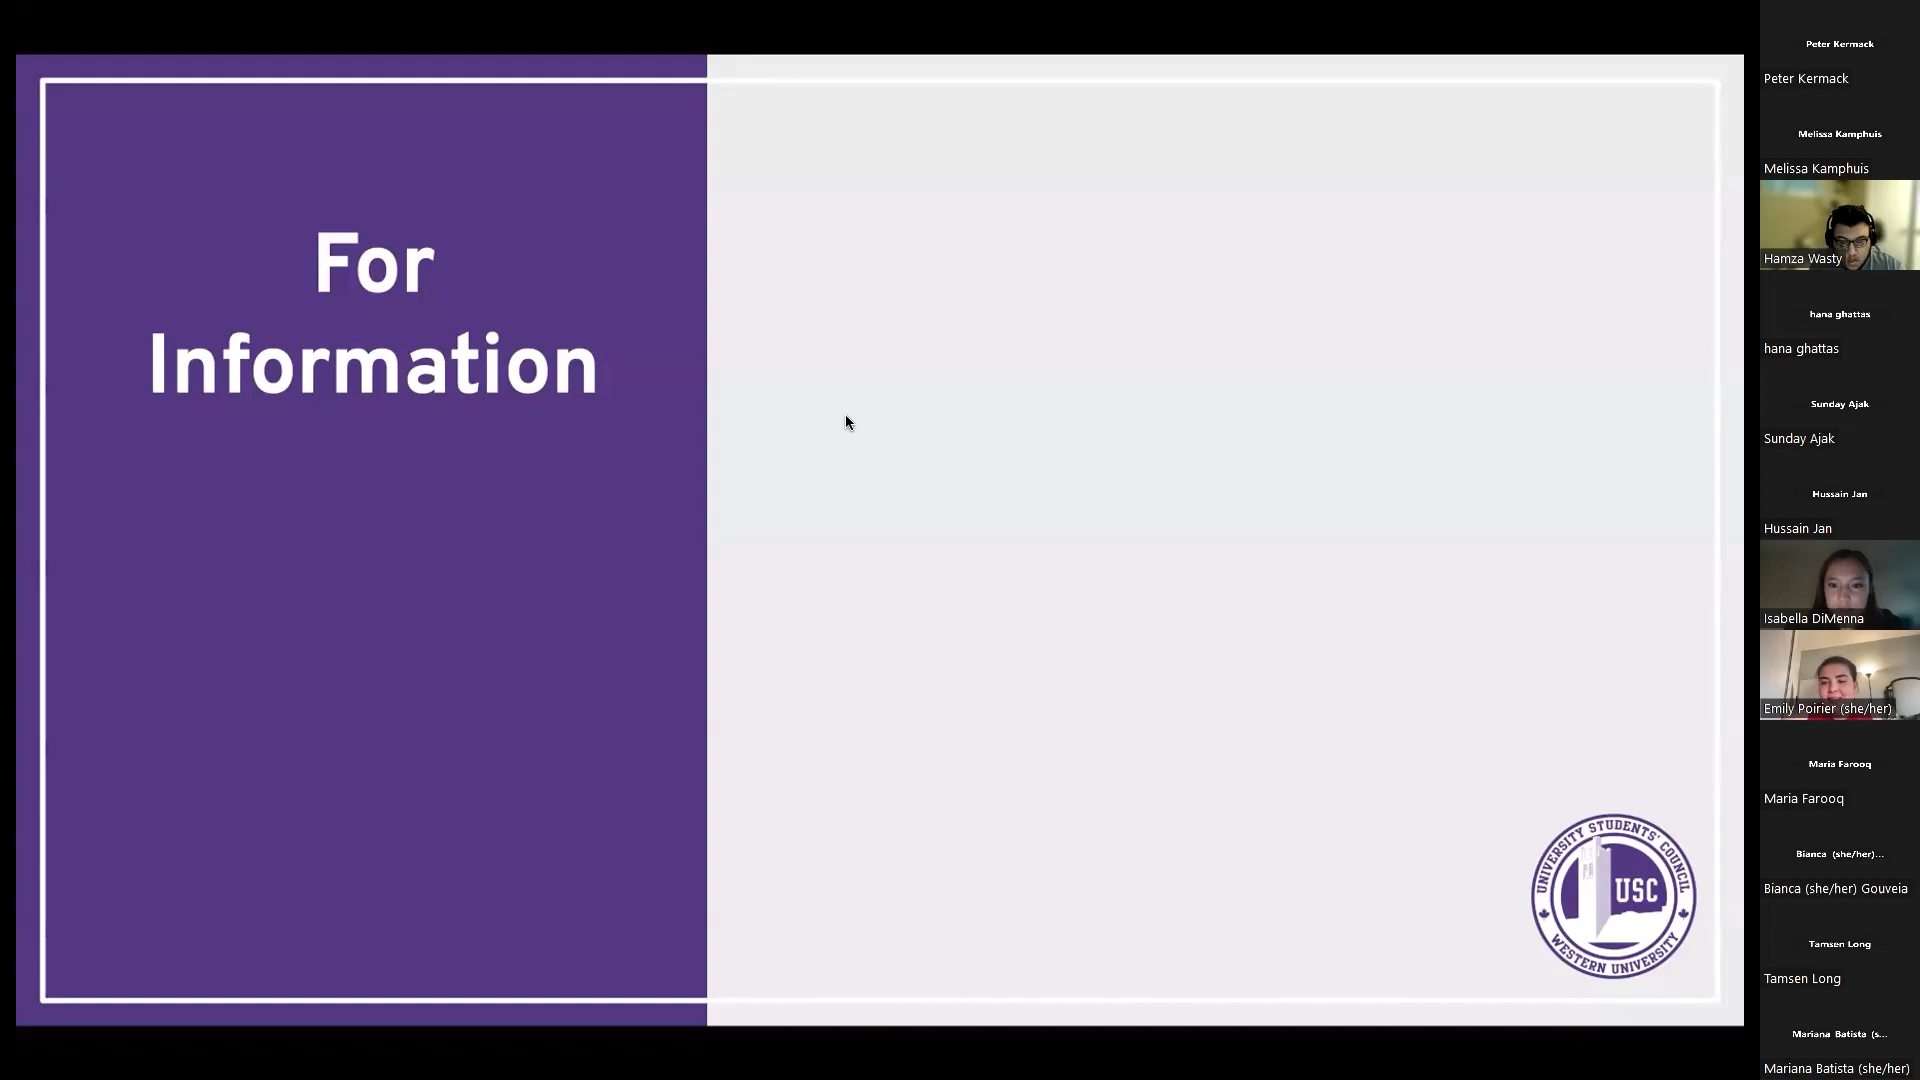 For
Information
UNIVERSITY STUDENTS' COUNCIL
USC
WESTERN UNIVERSITY
Peter Kermack
Peter Kermack
Melissa Kamphuis
Melissa Kamphuis
Hamza Wasty
hana ghattas
hana ghattas
Sunday Ajak
Sunday Ajak
Hussain Jan
Hussain Jan
Isabella DiMenna
Emily Poirier (she/her)
Maria Farooq
Maria Farooq
Bianca (she/her)...
Bianca (she/her) Gouveia
Tamsen Long
Tamsen Long
Mariana Batista (s...
Mariana Batista (she/her)